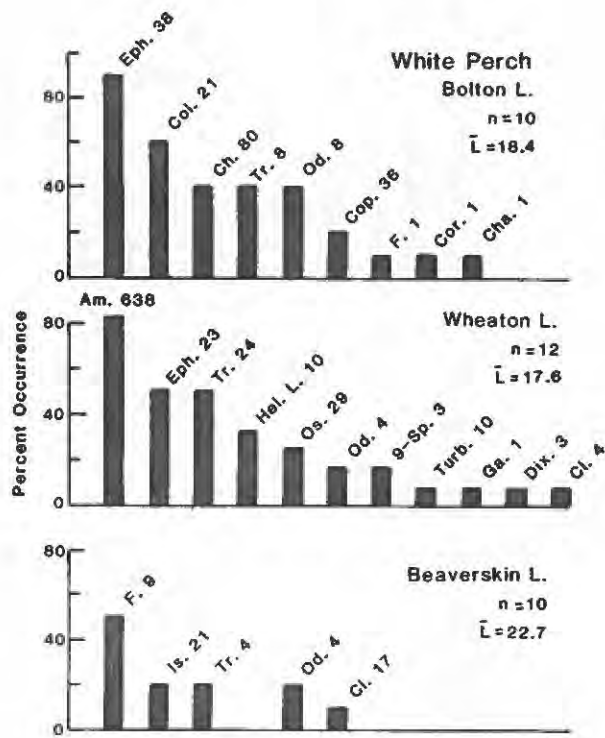 White Perch
Bolton L.
n=10
L̄=18.4
80
40
0
Eph. 38
Col. 21
Ch. 80
Tr. 8
Od. 8
Cop. 36
F. 1
Cor. 1
Cha. 1
Percent Occurrence
Wheaton L.
n=12
L̄=17.6
80
40
0
Am. 638
Eph. 23
Tr. 24
Hel. L. 10
Os. 29
Od. 4
9-Sp. 3
Turb. 10
Ga. 1
Dix. 3
Cl. 4
Beaverskin L.
n=10
L̄=22.7
80
40
0
F. 9
Is. 21
Tr. 4
Od. 4
Cl. 17